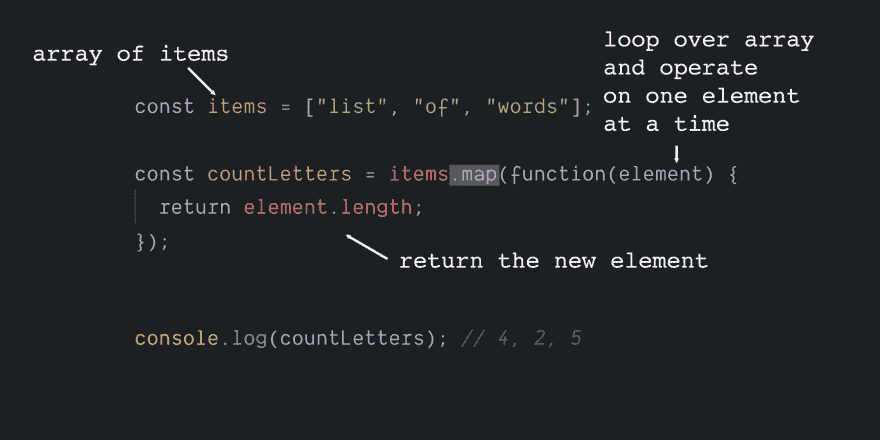 array of items
loop over array
and operate
on one element
at a time
const items = ["list", "of", "words"];
const countLetters = items.map(function(element) {
return element.length;
});
return the new element
console.log(countLetters); // 4, 2, 5